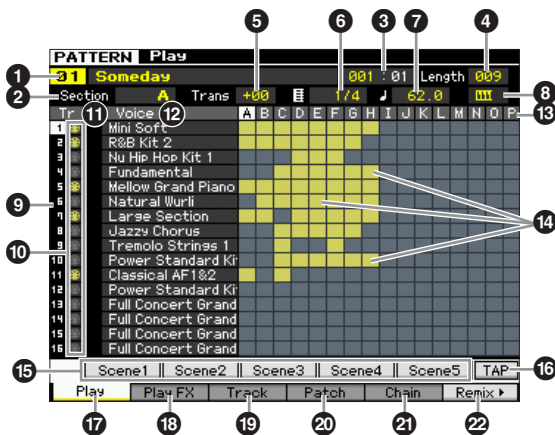 5 6 3 7 4
PATTERN Play
1 01 Someday 001 : 01 Length 009
2 Section A Trans +00 1/4 62.0 8
Tr 11 Voice 12 A B C D E F G H I J K L M N O P 13
1 Mini Soft
2 R&B Kit 2
3 Nu Hip Hop Kit 1
4 Fundamental
5 Mellow Grand Piano
9 6 Natural Wurli 14
7 Large Section
8 Jazzy Chorus
10 9 Tremolo Strings 1
10 Power Standard Ki
11 Classical AF1&2
12 Power Standard Ki
13 Full Concert Grand
14 Full Concert Grand
15 Full Concert Grand
16 Full Concert Grand
15 Scene1 Scene2 Scene3 Scene4 Scene5 TAP 16
Play Play FX Track Patch Chain Remix
17 18 19 20 21 22